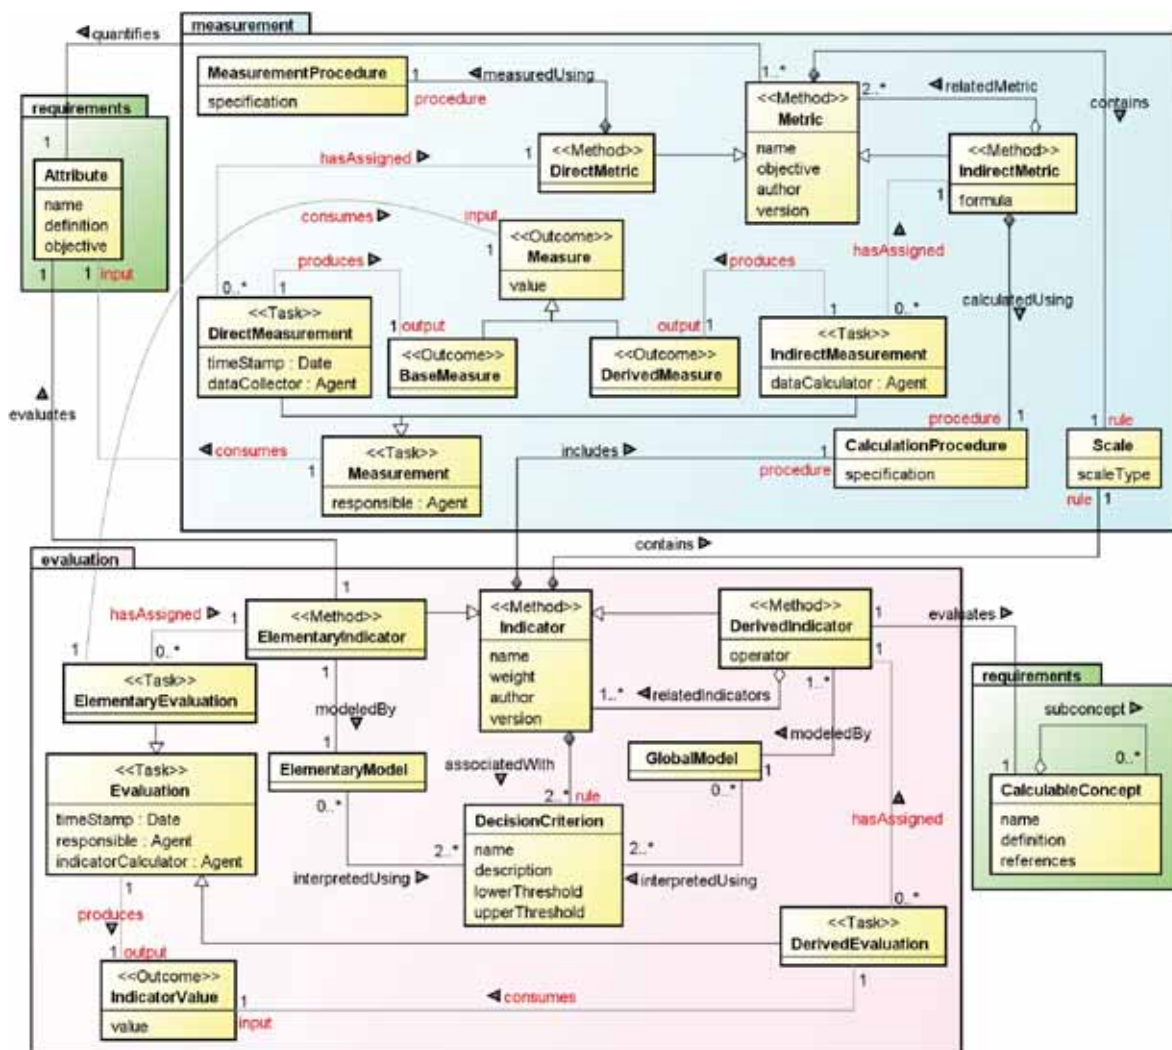 measurement
quantifies
MeasurementProcedure
specification
1
procedure
measuredUsing
1..*
2..*
relatedMetric
contains
<<Method>>
Metric
name
objective
author
version
requirements
1
Attribute
name
definition
objective
1
1
input
hasAssigned
1
<<Method>>
DirectMetric
<<Method>>
IndirectMetric
formula
1
consumes
input
1
<<Outcome>>
Measure
value
hasAssigned
produces
produces
0..*
1
1
0..*
calculatedUsing
<<Task>>
DirectMeasurement
timeStamp : Date
dataCollector : Agent
1
output
<<Outcome>>
BaseMeasure
output
1
<<Outcome>>
DerivedMeasure
<<Task>>
IndirectMeasurement
dataCalculator : Agent
evaluates
consumes
1
<<Task>>
Measurement
responsible : Agent
includes
1
procedure
procedure
1
CalculationProcedure
specification
1
rule
Scale
scaleType
rule
1
contains
evaluation
1
hasAssigned
1
<<Method>>
ElementaryIndicator
<<Method>>
Indicator
name
weight
author
version
<<Method>>
DerivedIndicator
operator
1
evaluates
1
0..*
<<Task>>
ElementaryEvaluation
1
modeledBy
1
1..*
relatedIndicators
1..*
1
requirements
subconcept
modeledBy
ElementaryModel
0..*
associatedWith
GlobalModel
1
0..*
hasAssigned
1
0..*
CalculableConcept
name
definition
references
<<Task>>
Evaluation
timeStamp : Date
responsible : Agent
indicatorCalculator : Agent
2..*
rule
DecisionCriterion
name
description
lowerThreshold
upperThreshold
2..*
2..*
interpretedUsing
interpretedUsing
1
produces
1
output
0..*
<<Task>>
DerivedEvaluation
1
<<Outcome>>
IndicatorValue
value
1
input
consumes